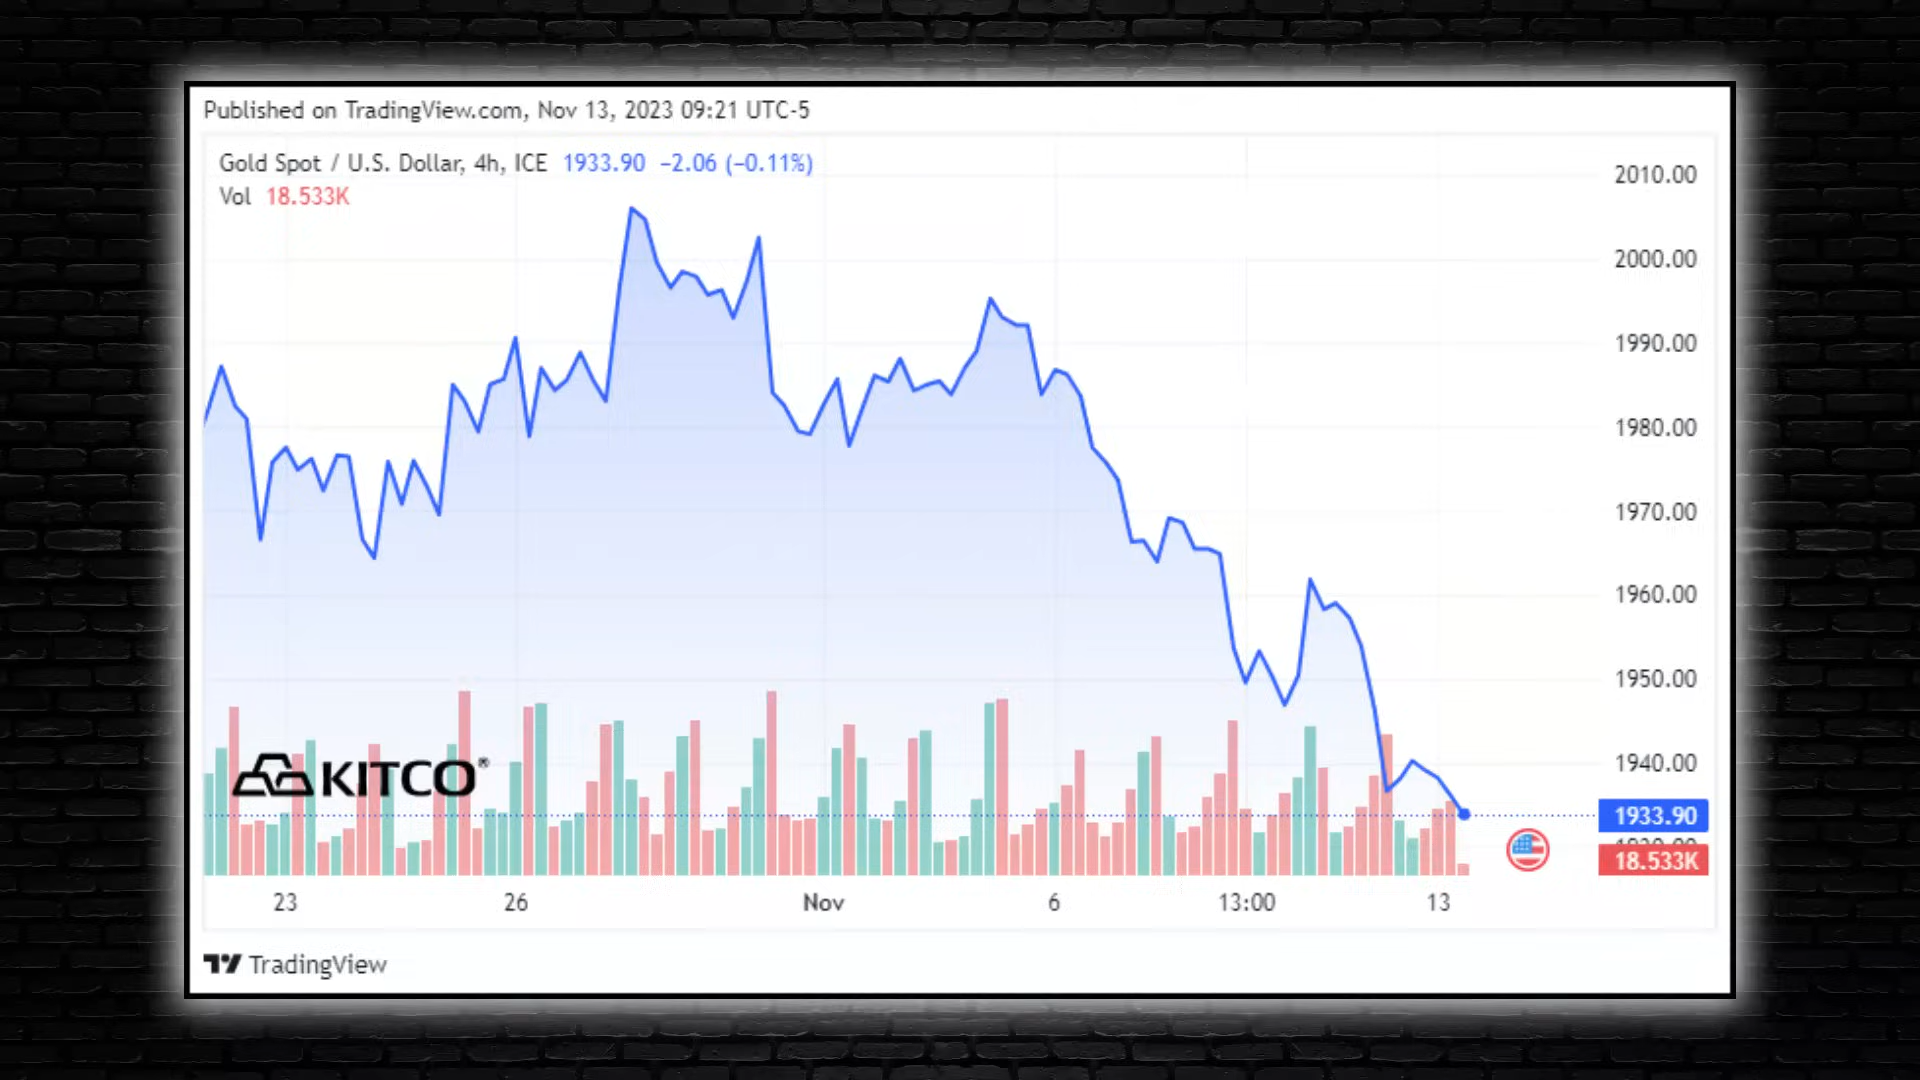 Published on TradingView.com, Nov 13, 2023 09:21 UTC-5
Gold Spot / U.S. Dollar, 4h, ICE 1933.90 −2.06 (−0.11%)
Vol 18.533K
2010.00
2000.00
1990.00
1980.00
1970.00
1960.00
1950.00
1940.00
KITCO®
1933.90
18.533K
23 26 Nov 6 13:00 13
TradingView